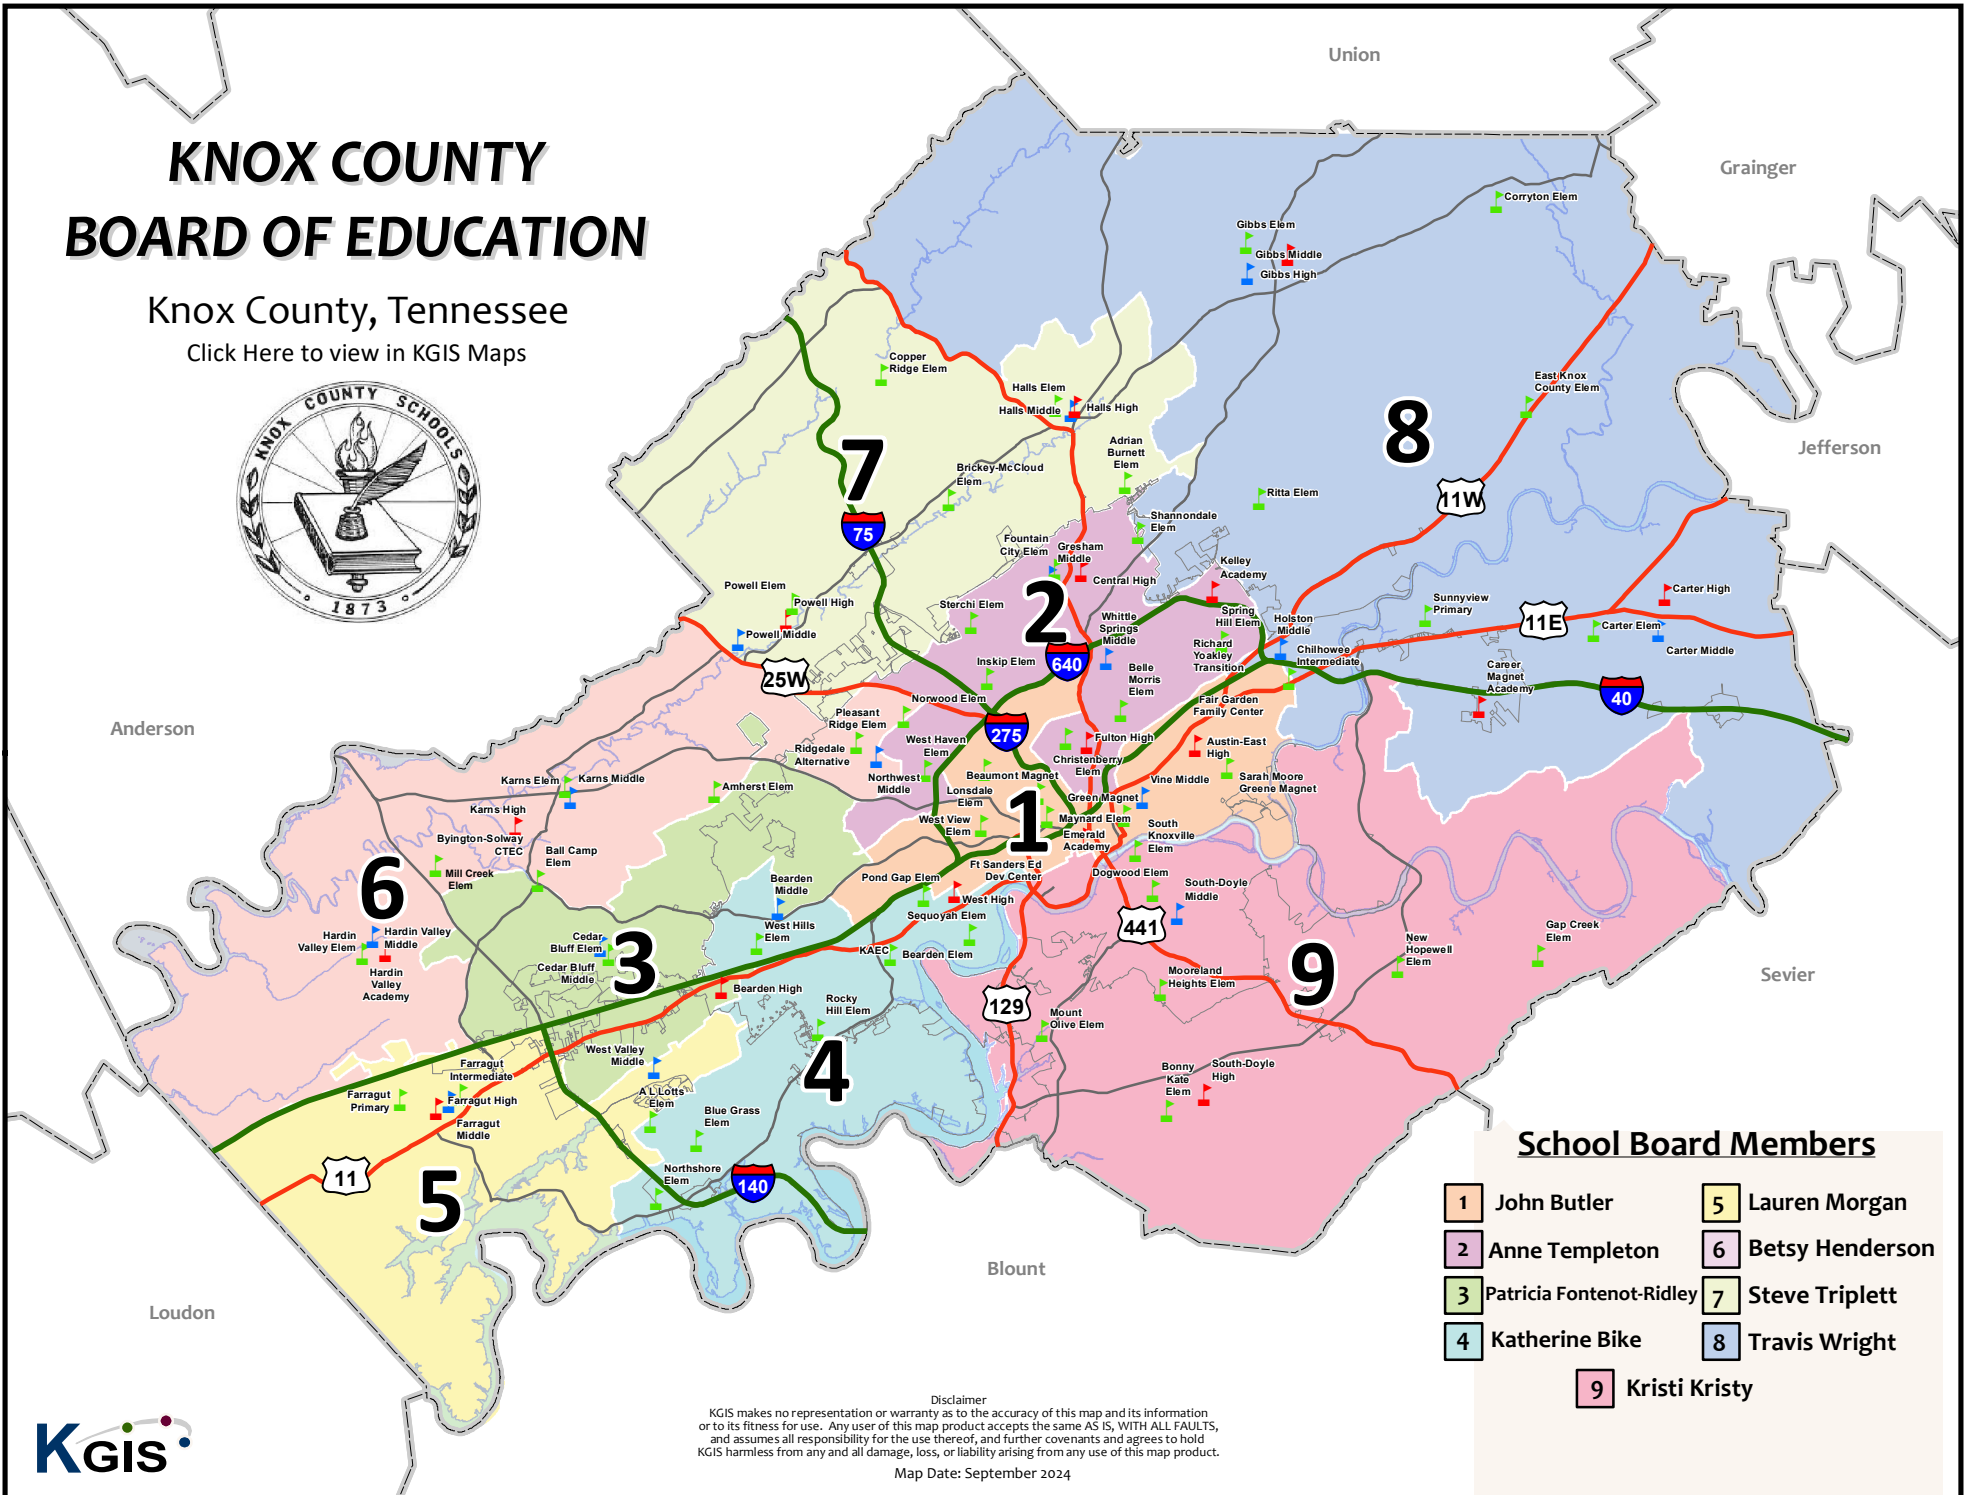 KNOX COUNTY
BOARD OF EDUCATION
Knox County, Tennessee
Click Here to view in KGIS Maps
KNOX COUNTY SCHOOLS
1873
Union
Grainger
Jefferson
Sevier
Blount
Loudon
Anderson
Corryton Elem
Gibbs Elem
Gibbs Middle
Gibbs High
Copper
Ridge Elem
Halls Elem
Halls Middle
Halls High
East Knox
County Elem
8
7
Adrian
Burnett
Elem
Brickey-McCloud
Elem
Ritta Elem
11W
75
Shannondale
Elem
Fountain
City Elem
Gresham
Middle
Central High
Kelley
Academy
Powell Elem
Powell High
Powell Middle
Sterchi Elem
2
Whittle
Springs
Middle
Spring
Hill Elem
Holston
Middle
Sunnyview
Primary
11E
Carter High
Carter Elem
Carter Middle
25W
Inskip Elem
640
Belle
Morris
Elem
Richard
Yoakley
Transition
Chilhowee
Intermediate
Career
Magnet
Academy
40
Norwood Elem
Pleasant
Ridge Elem
Fair Garden
Family Center
275
Ridgedale
Alternative
West Haven
Elem
Fulton High
Austin-East
High
Christenberry
Elem
Northwest
Middle
Beaumont Magnet
Lonsdale
Elem
Vine Middle
Sarah Moore
Greene Magnet
Karns Elem
Karns Middle
Amherst Elem
Karns High
Green Magnet
1
West View
Elem
Maynard Elem
Emerald
Academy
South
Knoxville
Elem
Byington-Solway
CTEC
Ball Camp
Elem
6
Mill Creek
Elem
Bearden
Middle
Pond Gap Elem
Ft Sanders Ed
Dev Center
Dogwood Elem
South-Doyle
Middle
West High
Sequoyah Elem
West Hills
Elem
441
Hardin
Valley Elem
Hardin Valley
Middle
Hardin
Valley
Academy
Cedar
Bluff Elem
Cedar Bluff
Middle
3
KAEC
Bearden Elem
New
Hopewell
Elem
Gap Creek
Elem
9
Mooreland
Heights Elem
Bearden High
Rocky
Hill Elem
129
Mount
Olive Elem
4
West Valley
Middle
Farragut
Intermediate
Farragut
Primary
Farragut High
Farragut
Middle
A L Lotts
Elem
Blue Grass
Elem
Bonny
Kate
Elem
South-Doyle
High
11
5
Northshore
Elem
140
School Board Members
1 John Butler
2 Anne Templeton
3 Patricia Fontenot-Ridley
4 Katherine Bike
5 Lauren Morgan
6 Betsy Henderson
7 Steve Triplett
8 Travis Wright
9 Kristi Kristy
Disclaimer
KGIS makes no representation or warranty as to the accuracy of this map and its information
or to its fitness for use. Any user of this map product accepts the same AS IS, WITH ALL FAULTS,
and assumes all responsibility for the use thereof, and further covenants and agrees to hold
KGIS harmless from any and all damage, loss, or liability arising from any use of this map product.
Map Date: September 2024
KGIS